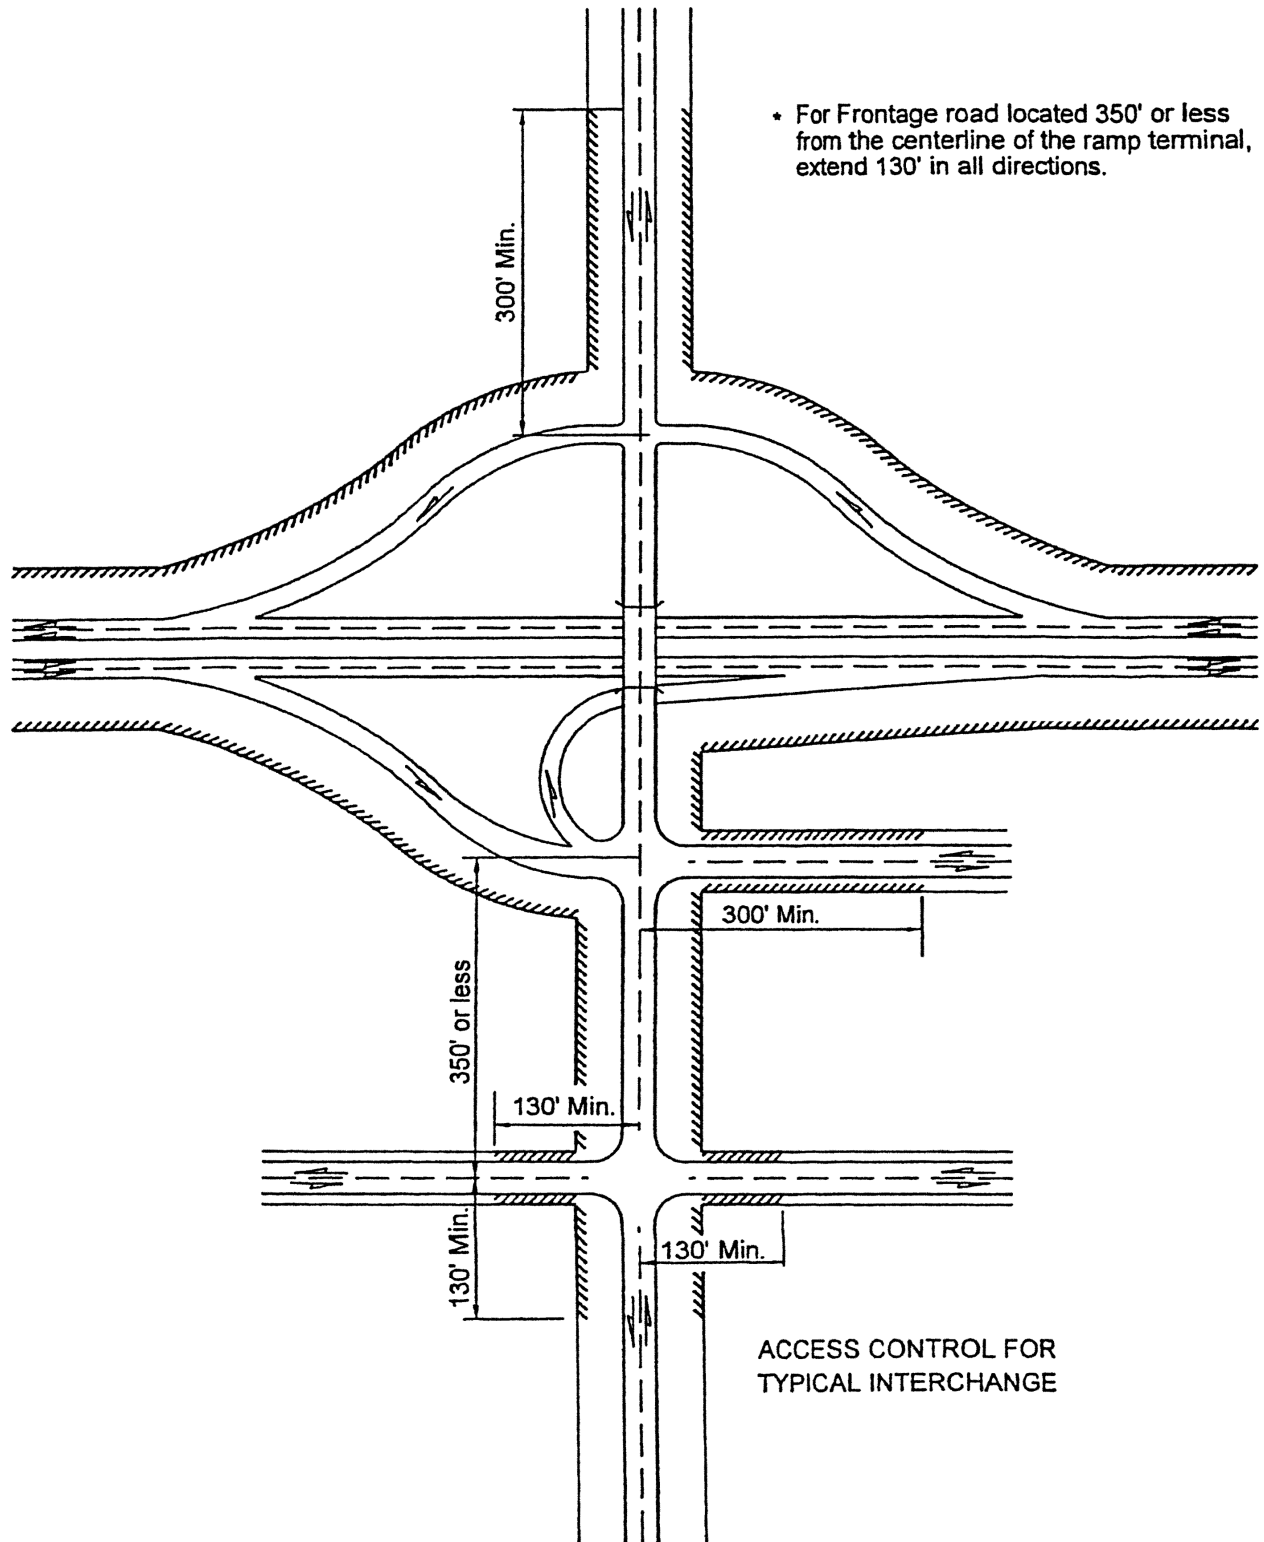 * For Frontage road located 350' or less
from the centerline of the ramp terminal,
extend 130' in all directions.
300' Min.
300' Min.
350' or less
130' Min.
130' Min.
130' Min.
ACCESS CONTROL FOR
TYPICAL INTERCHANGE